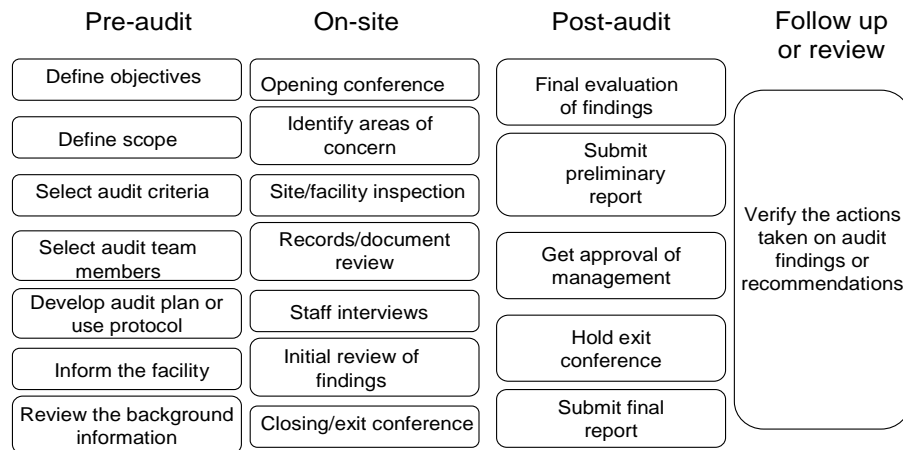 Pre-audit
Define objectives
Define scope
Select audit criteria
Select audit team
members
Develop audit plan or
use protocol
Inform the facility
Review the background
information
On-site
Opening conference
Identify areas of
concern
Site/facility inspection
Records/document
review
Staff interviews
Initial review of
findings
Closing/exit conference
Post-audit
Final evaluation
of findings
Submit
preliminary
report
Get approval of
management
Hold exit
conference
Submit final
report
Follow up
or review
Verify the actions
taken on audit
findings or
recommendations